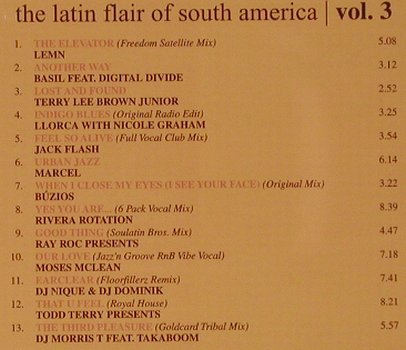 the latin flair of south america | vol. 3
1. THE ELEVATOR (Freedom Satellite Mix) 5.08
LEMN
2. ANOTHER WAY 3.12
BASIL FEAT. DIGITAL DIVIDE
3. LOST AND FOUND 2.52
TERRY LEE BROWN JUNIOR
4. INDIGO BLUES (Original Radio Edit) 3.25
LLORCA WITH NICOLE GRAHAM
5. FEEL SO ALIVE (Full Vocal Club Mix) 3.54
JACK FLASH
6. URBAN JAZZ 6.14
MARCEL
7. WHEN I CLOSE MY EYES (I SEE YOUR FACE) (Original Mix) 3.22
BÚZIOS
8. YES YOU ARE... (6 Pack Vocal Mix) 8.39
RIVERA ROTATION
9. GOOD THING (Soulatin Bros. Mix) 4.47
RAY ROC PRESENTS
10. OUR LOVE (Jazz'n Groove RnB Vibe Vocal) 7.18
MOSES MCLEAN
11. EARCLEAR (Floorfillerz Remix) 7.41
DJ NIQUE & DJ DOMINIK
12. THAT U FEEL (Royal House) 8.21
TODD TERRY PRESENTS
13. THE THIRD PLEASURE (Goldcard Tribal Mix) 5.57
DJ MORRIS T FEAT. TAKABOOM